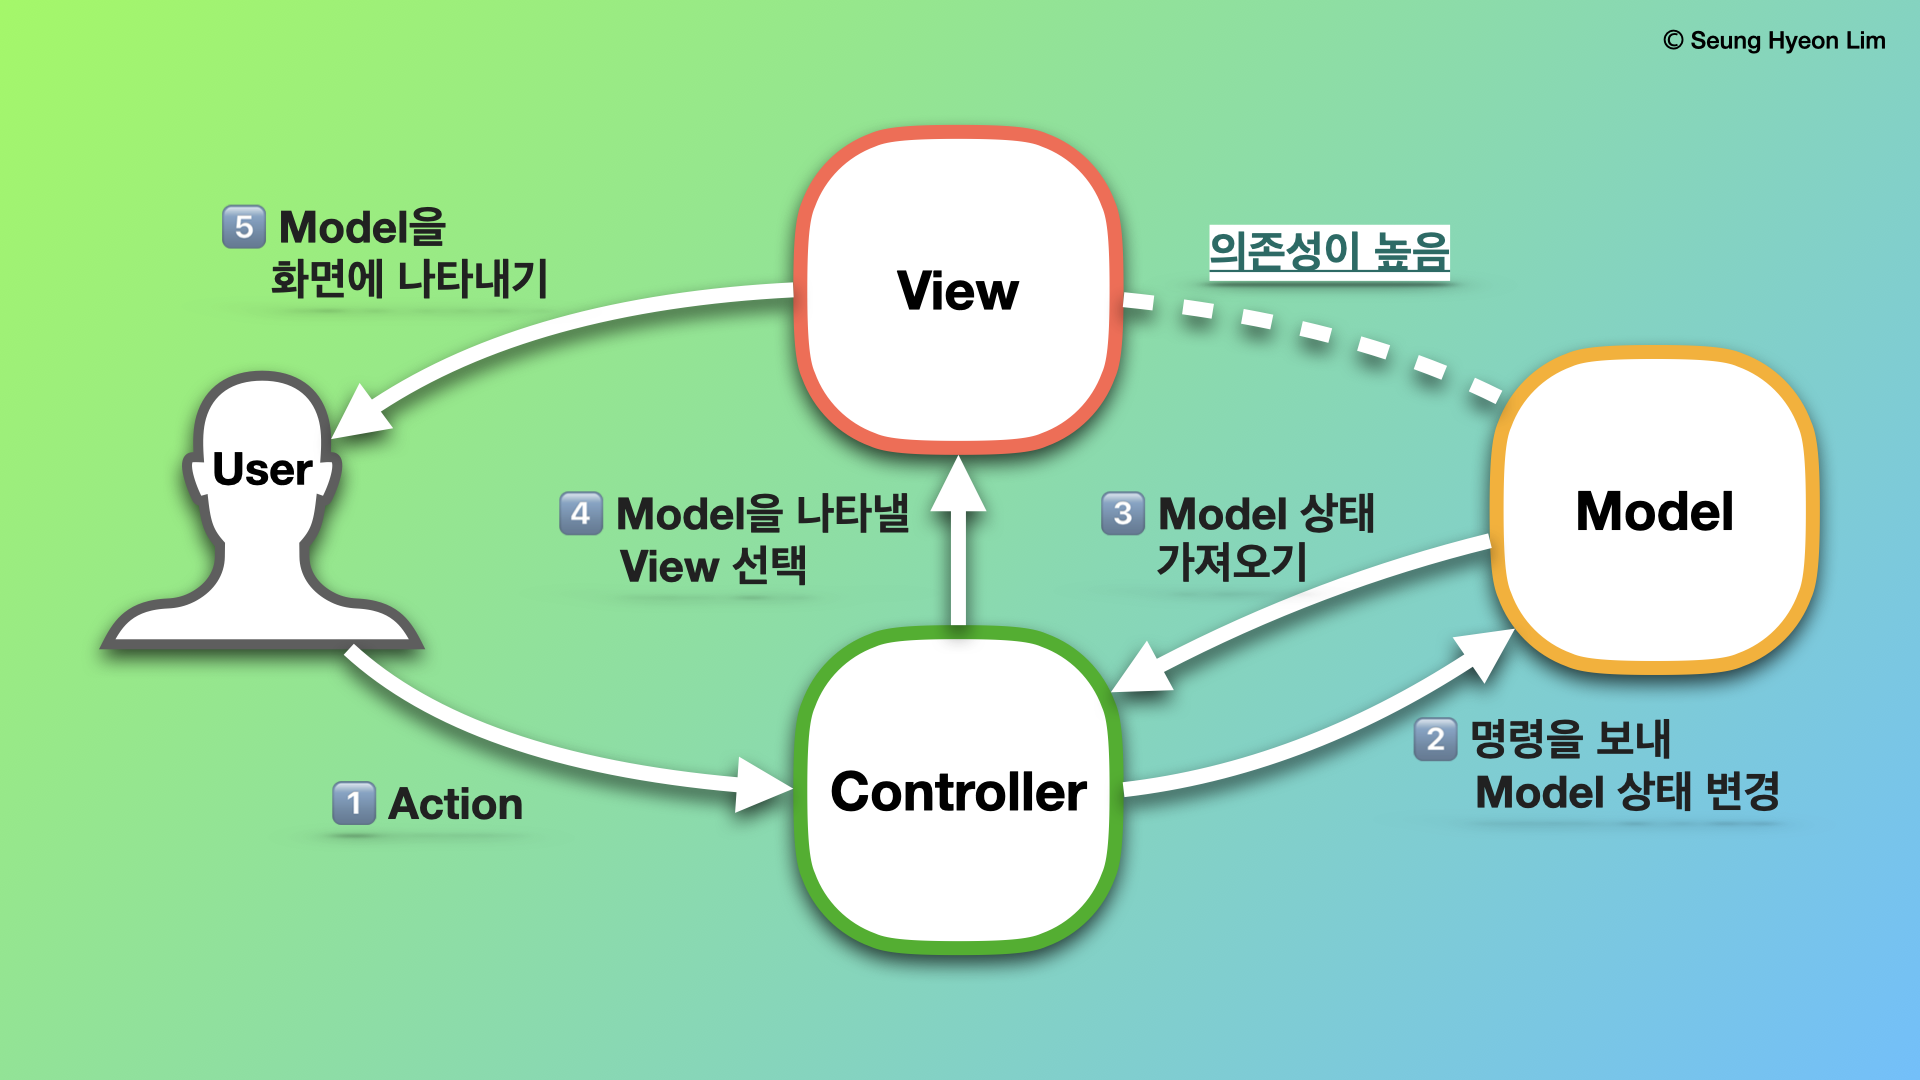 © Seung Hyeon Lim
View
의존성이 높음
5 Model을
화면에 나타내기
User
Model
4 Model을 나타낼
View 선택
3 Model 상태
가져오기
Controller
2 명령을 보내
Model 상태 변경
1 Action